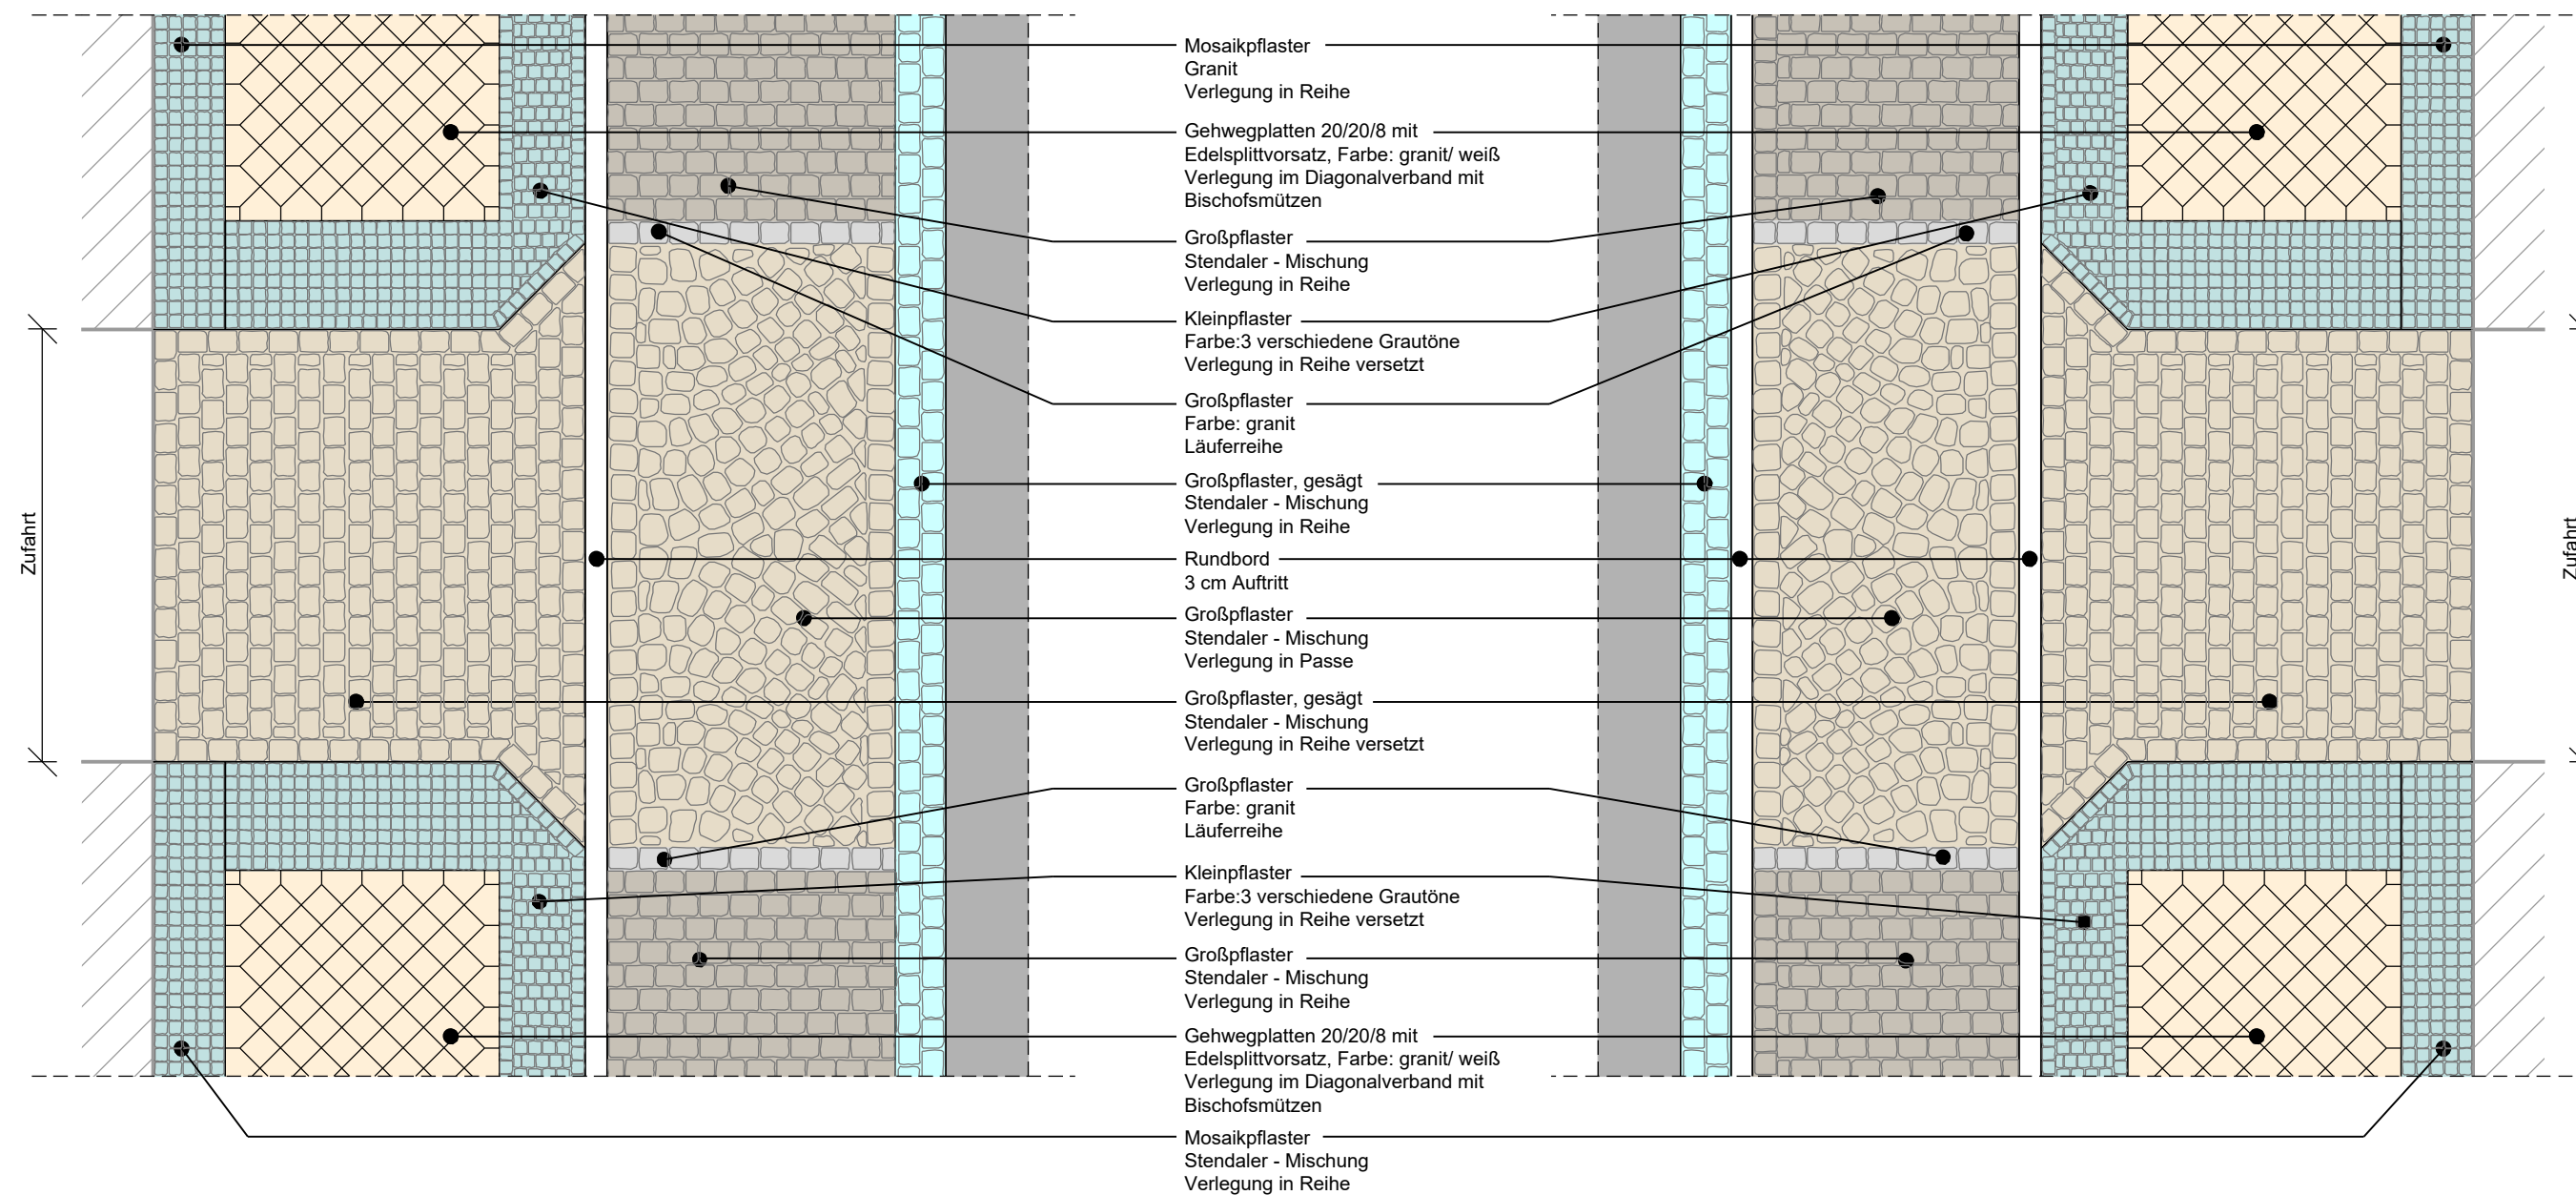 Mosaikpflaster
Granit
Verlegung in Reihe
Gehwegplatten 20/20/8 mit
Edelsplittvorsatz, Farbe: granit/ weiß
Verlegung im Diagonalverband mit
Bischofsmützen
Großpflaster
Stendaler - Mischung
Verlegung in Reihe
Kleinpflaster
Farbe:3 verschiedene Grautöne
Verlegung in Reihe versetzt
Großpflaster
Farbe: granit
Läuferreihe
Großpflaster, gesägt
Stendaler - Mischung
Verlegung in Reihe
Rundbord
3 cm Auftritt
Großpflaster
Stendaler - Mischung
Verlegung in Passe
Großpflaster, gesägt
Stendaler - Mischung
Verlegung in Reihe versetzt
Großpflaster
Farbe: granit
Läuferreihe
Kleinpflaster
Farbe:3 verschiedene Grautöne
Verlegung in Reihe versetzt
Großpflaster
Stendaler - Mischung
Verlegung in Reihe
Gehwegplatten 20/20/8 mit
Edelsplittvorsatz, Farbe: granit/ weiß
Verlegung im Diagonalverband mit
Bischofsmützen
Mosaikpflaster
Stendaler - Mischung
Verlegung in Reihe
Zufahrt
Zufahrt